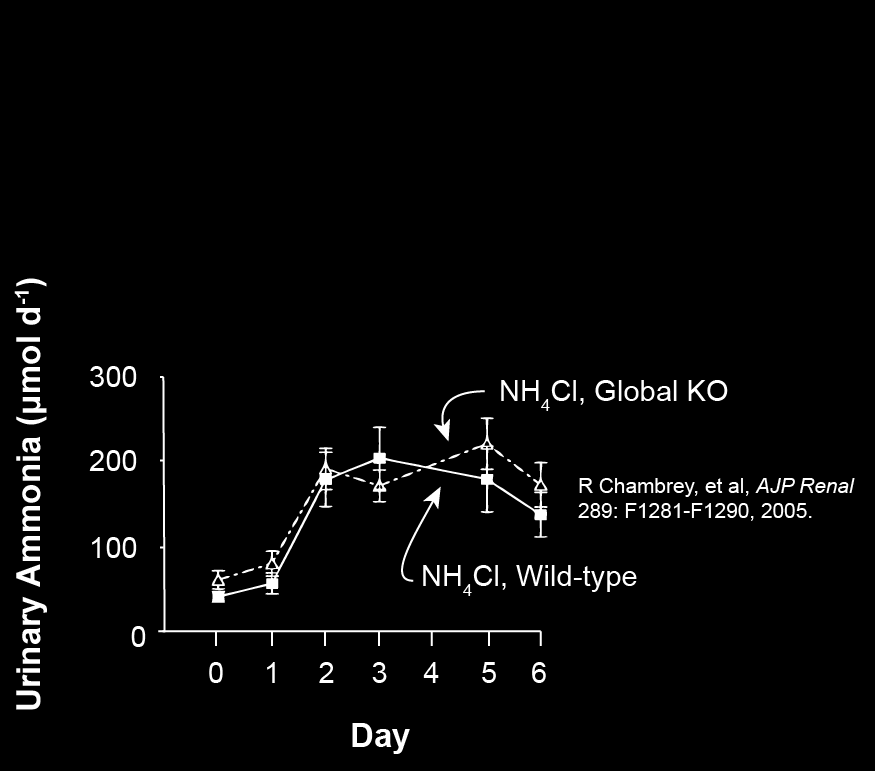 Urinary Ammonia (μmol d⁻¹)
300
200
100
0
NH₄Cl, Global KO
R Chambrey, et al, AJP Renal
289: F1281-F1290, 2005.
NH₄Cl, Wild-type
0 1 2 3 4 5 6
Day